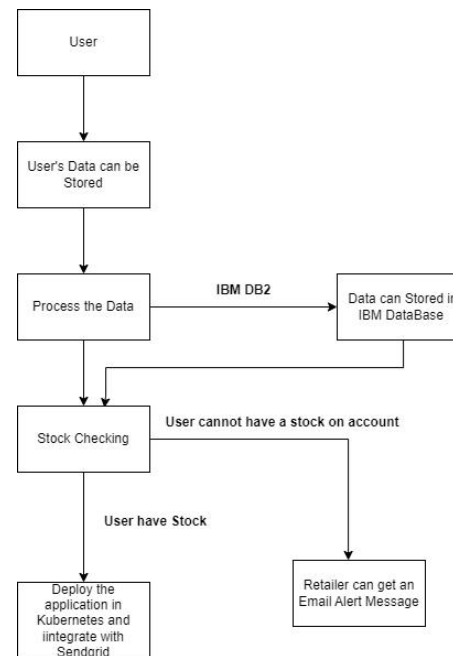 User
User's Data can be
Stored
Process the Data
IBM DB2
Data can Stored in
IBM DataBase
Stock Checking
User cannot have a stock on account
User have Stock
Deploy the
application in
Kubernetes and
iintegrate with
Sendgrid
Retailer can get an
Email Alert Message